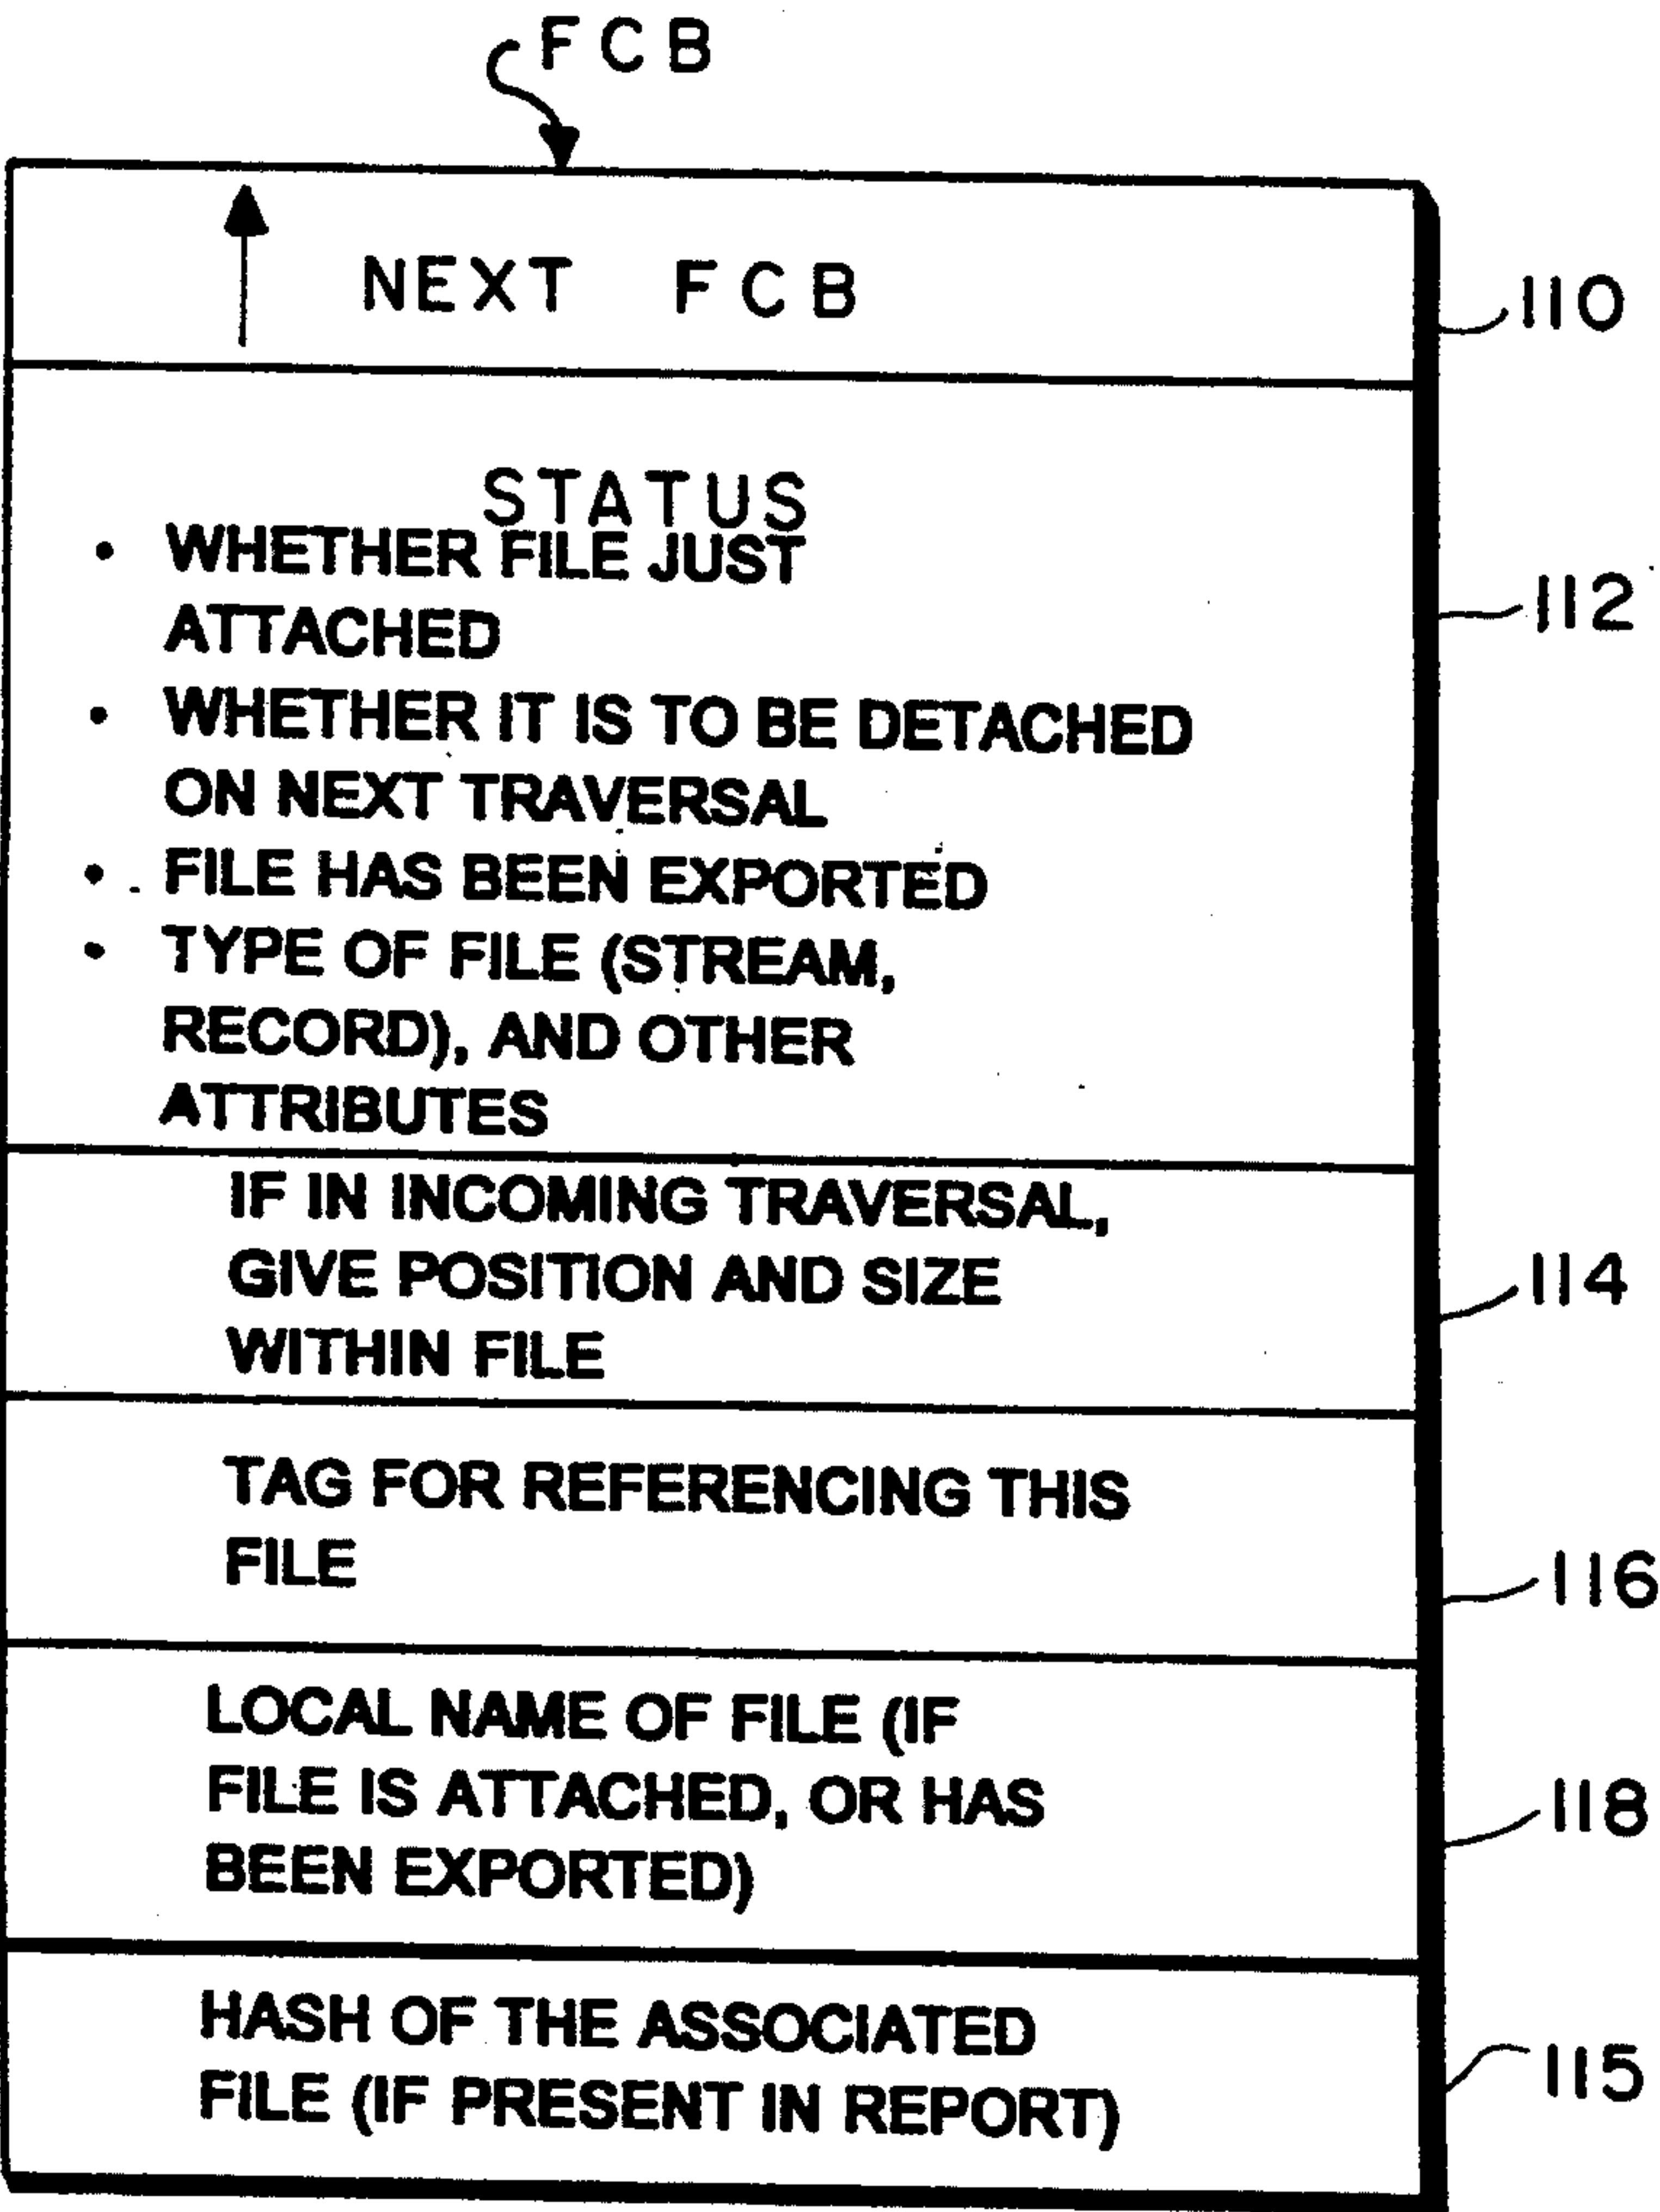 FCB
NEXT FCB
110
STATUS
• WHETHER FILE JUST
ATTACHED
112
• WHETHER IT IS TO BE DETACHED
ON NEXT TRAVERSAL
• FILE HAS BEEN EXPORTED
• TYPE OF FILE (STREAM,
RECORD), AND OTHER
ATTRIBUTES
IF IN INCOMING TRAVERSAL,
GIVE POSITION AND SIZE
WITHIN FILE
114
TAG FOR REFERENCING THIS
FILE
116
LOCAL NAME OF FILE (IF
FILE IS ATTACHED, OR HAS
BEEN EXPORTED)
118
HASH OF THE ASSOCIATED
FILE (IF PRESENT IN REPORT)
115